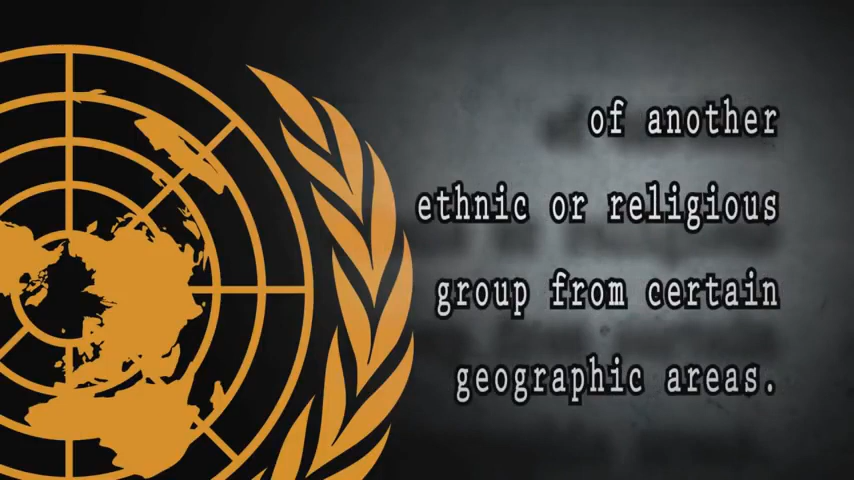 of another
ethnic or religious
group from certain
geographic areas.